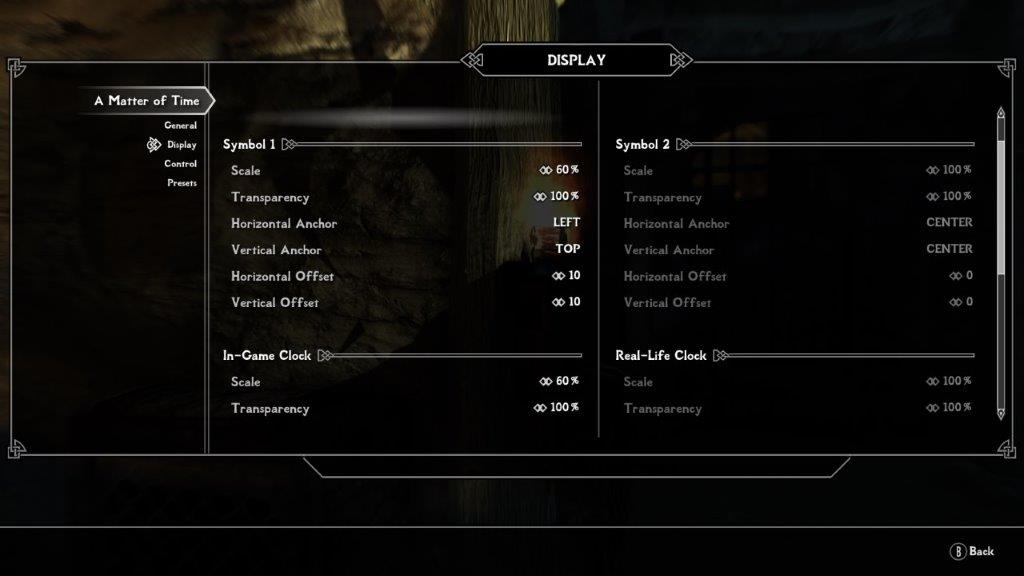 DISPLAY
A Matter of Time
General
Display
Control
Presets
Symbol 1
Scale 60%
Transparency 100%
Horizontal Anchor LEFT
Vertical Anchor TOP
Horizontal Offset 10
Vertical Offset 10
In-Game Clock
Scale 60%
Transparency 100%
Symbol 2
Scale 100%
Transparency 100%
Horizontal Anchor CENTER
Vertical Anchor CENTER
Horizontal Offset 0
Vertical Offset 0
Real-Life Clock
Scale 100%
Transparency 100%
B Back